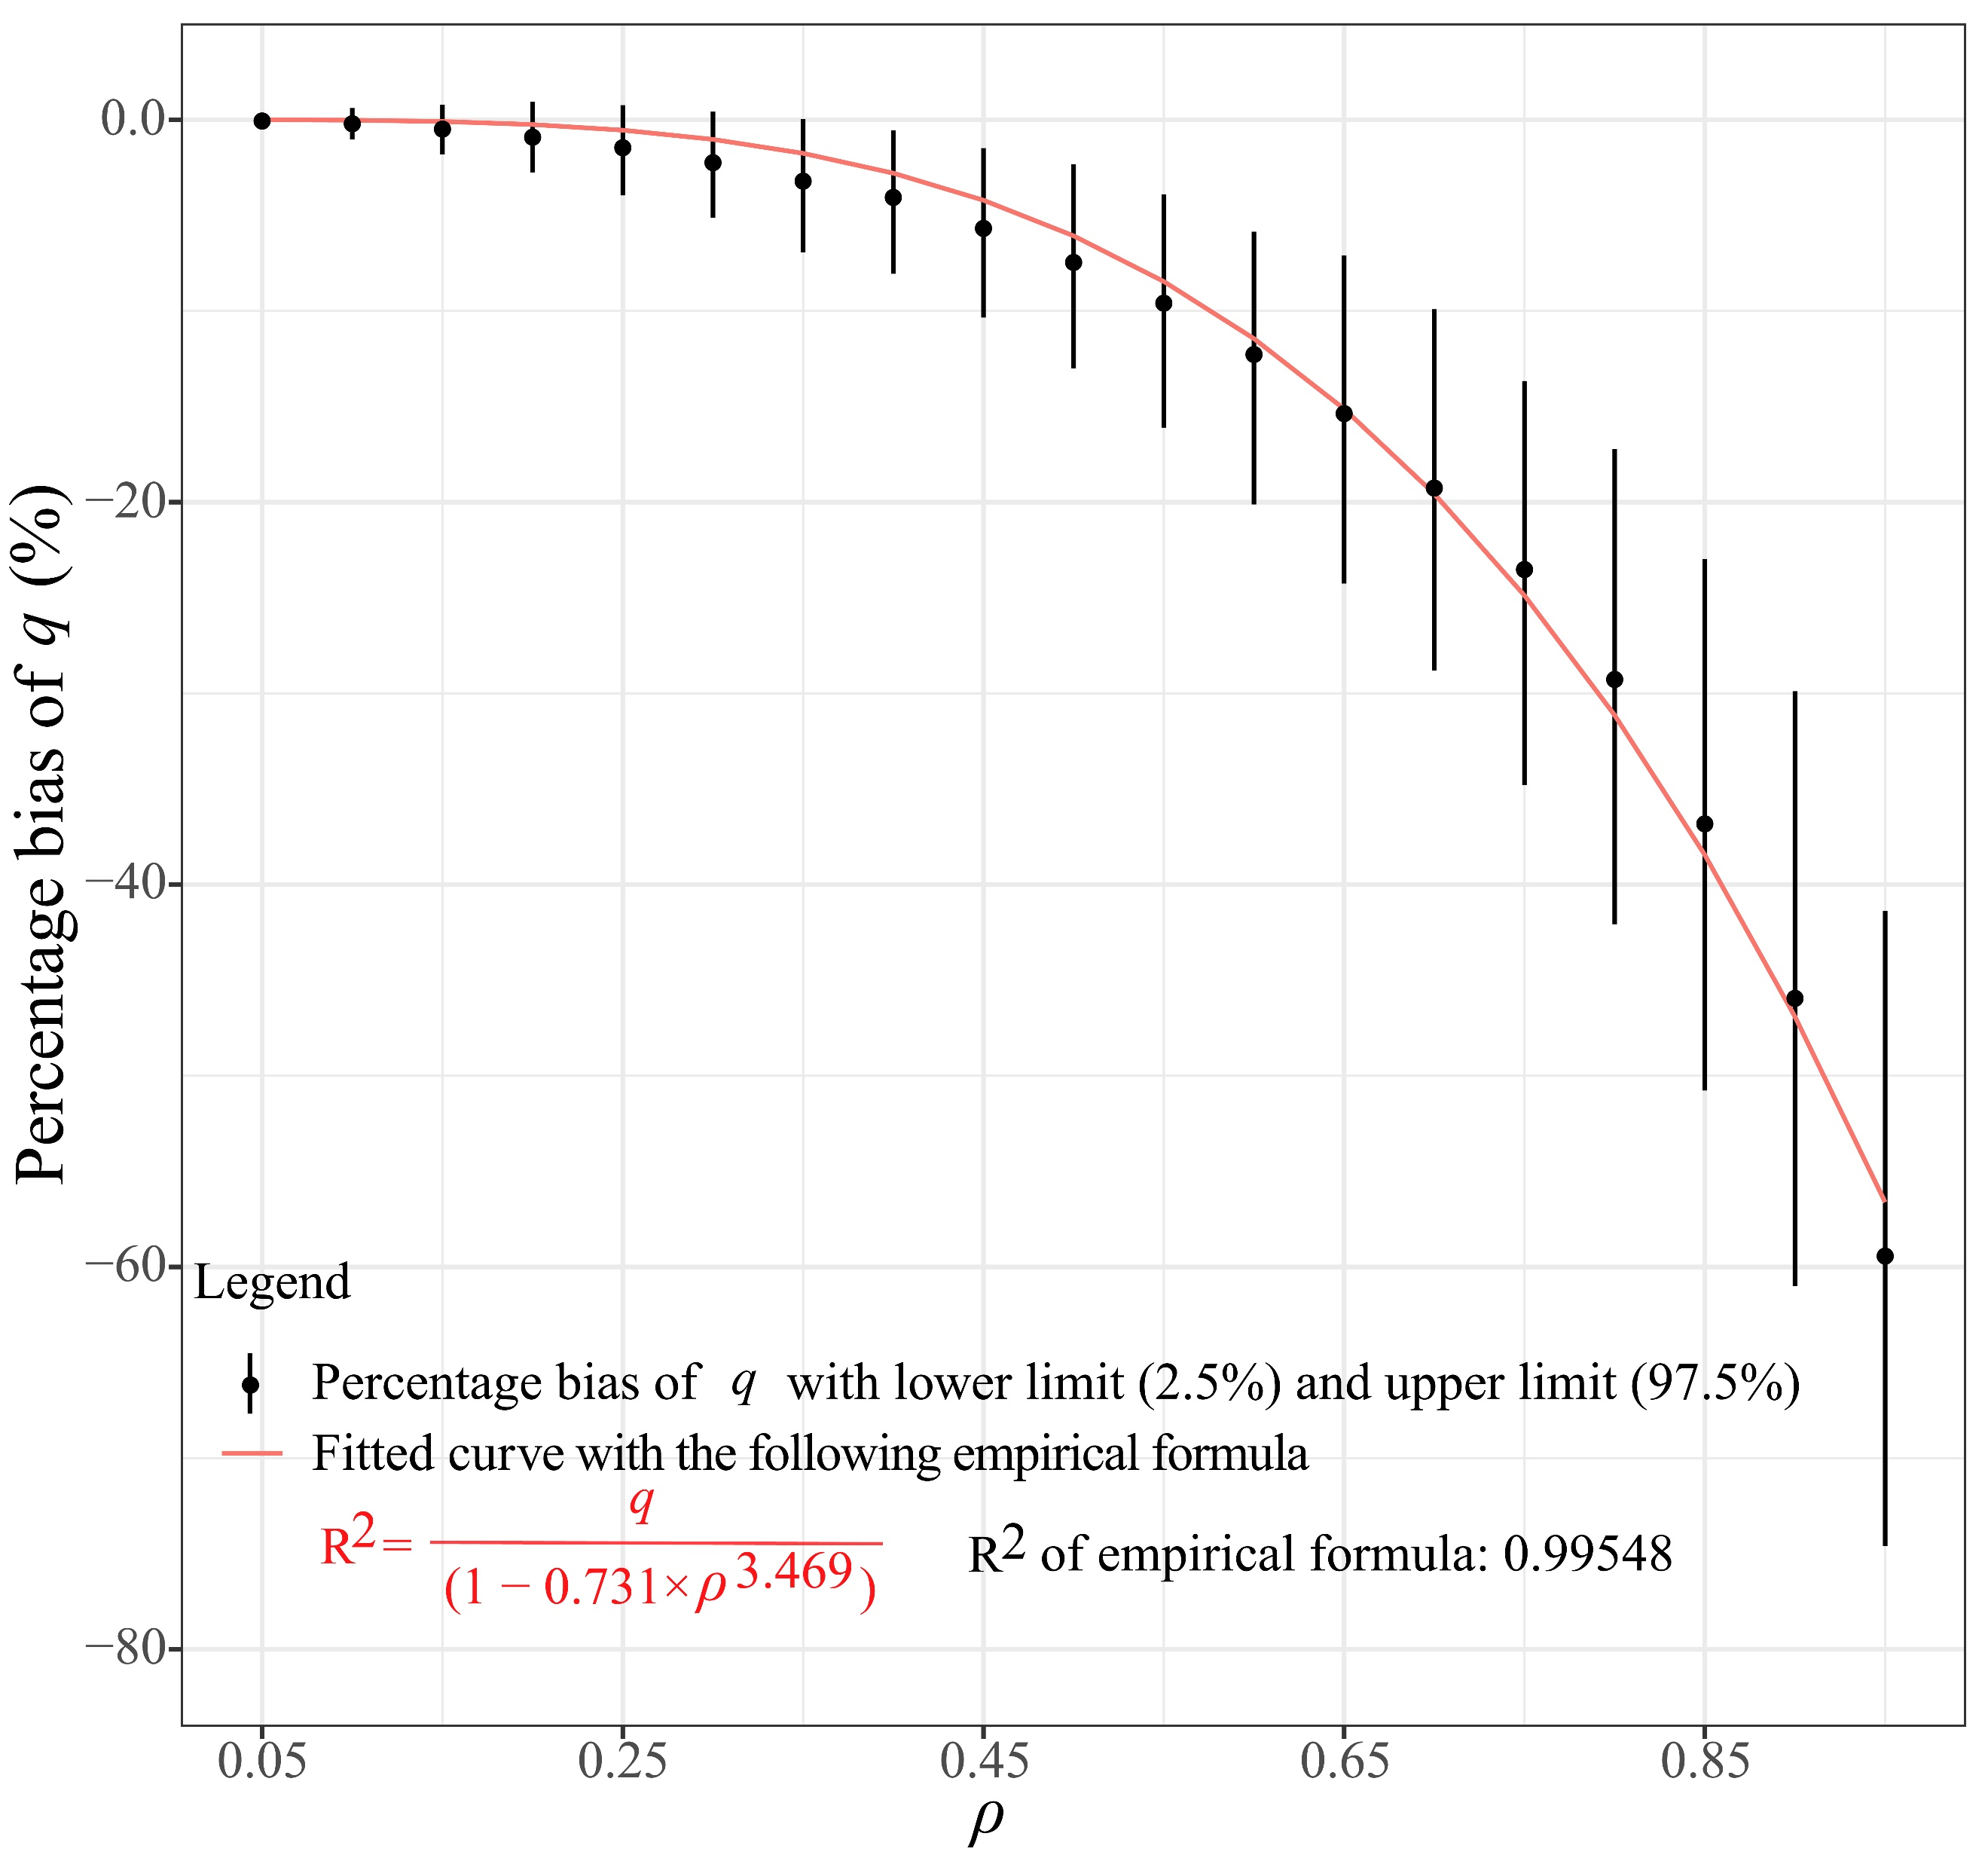 Percentage bias of q (%)
0.0
−20
−40
−60
−80
Legend
Percentage bias of q with lower limit (2.5%) and upper limit (97.5%)
Fitted curve with the following empirical formula
R²= q / (1 − 0.731×ρ^3.469)
R² of empirical formula: 0.99548
0.05 0.25 0.45 0.65 0.85
ρ